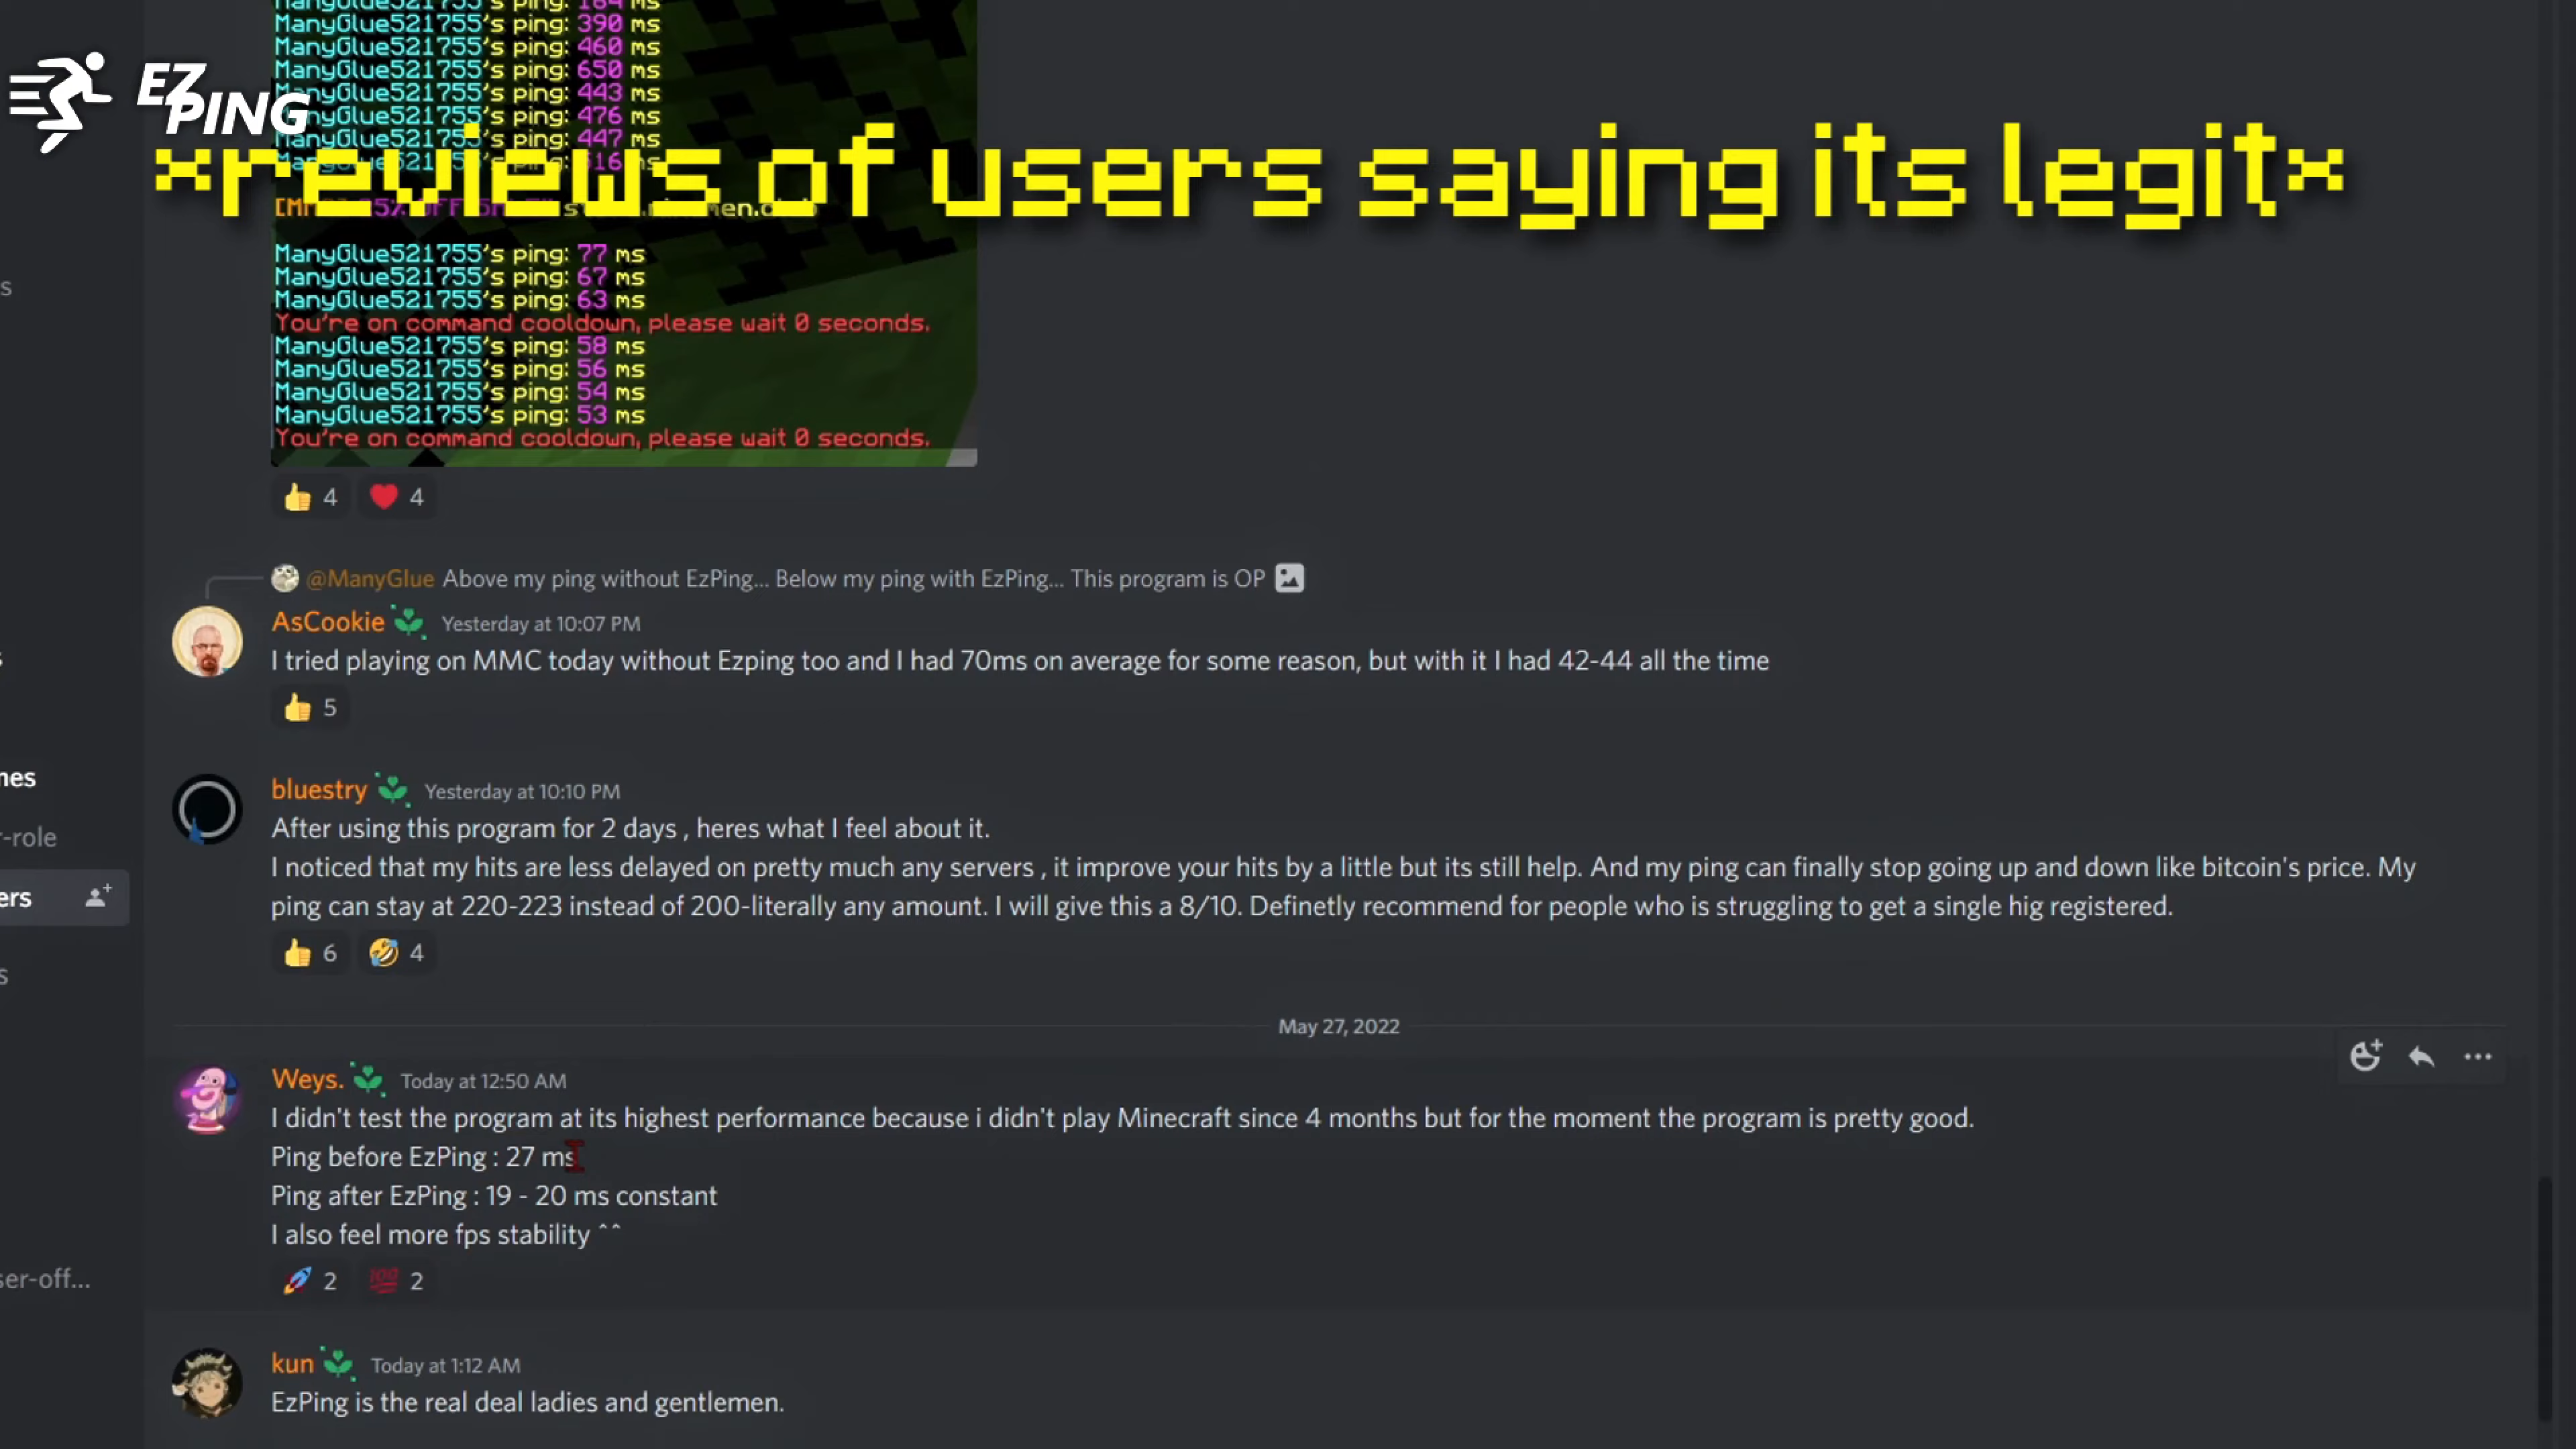 ManyGlue521755's ping: 164 ms
ManyGlue521755's ping: 390 ms
ManyGlue521755's ping: 460 ms
ManyGlue521755's ping: 650 ms
ManyGlue521755's ping: 443 ms
ManyGlue521755's ping: 476 ms
ManyGlue521755's ping: 447 ms
EZ
PING
*reviews of users saying its legit*
ManyGlue521755's ping: 77 ms
ManyGlue521755's ping: 67 ms
ManyGlue521755's ping: 63 ms
You're on command cooldown, please wait 0 seconds.
ManyGlue521755's ping: 58 ms
ManyGlue521755's ping: 56 ms
ManyGlue521755's ping: 54 ms
ManyGlue521755's ping: 53 ms
You're on command cooldown, please wait 0 seconds.
4 4
@ManyGlue Above my ping without EzPing... Below my ping with EzPing... This program is OP
AsCookie Yesterday at 10:07 PM
I tried playing on MMC today without Ezping too and I had 70ms on average for some reason, but with it I had 42-44 all the time
5
bluestry Yesterday at 10:10 PM
After using this program for 2 days , heres what I feel about it.
I noticed that my hits are less delayed on pretty much any servers , it improve your hits by a little but its still help. And my ping can finally stop going up and down like bitcoin's price. My
ping can stay at 220-223 instead of 200-literally any amount. I will give this a 8/10. Definetly recommend for people who is struggling to get a single hig registered.
6 4
May 27, 2022
Weys. Today at 12:50 AM
I didn't test the program at its highest performance because i didn't play Minecraft since 4 months but for the moment the program is pretty good.
Ping before EzPing : 27 ms
Ping after EzPing : 19 - 20 ms constant
I also feel more fps stability ^^
2 100 2
kun Today at 1:12 AM
EzPing is the real deal ladies and gentlemen.
s
nes
r-role
ers
s
ser-off...